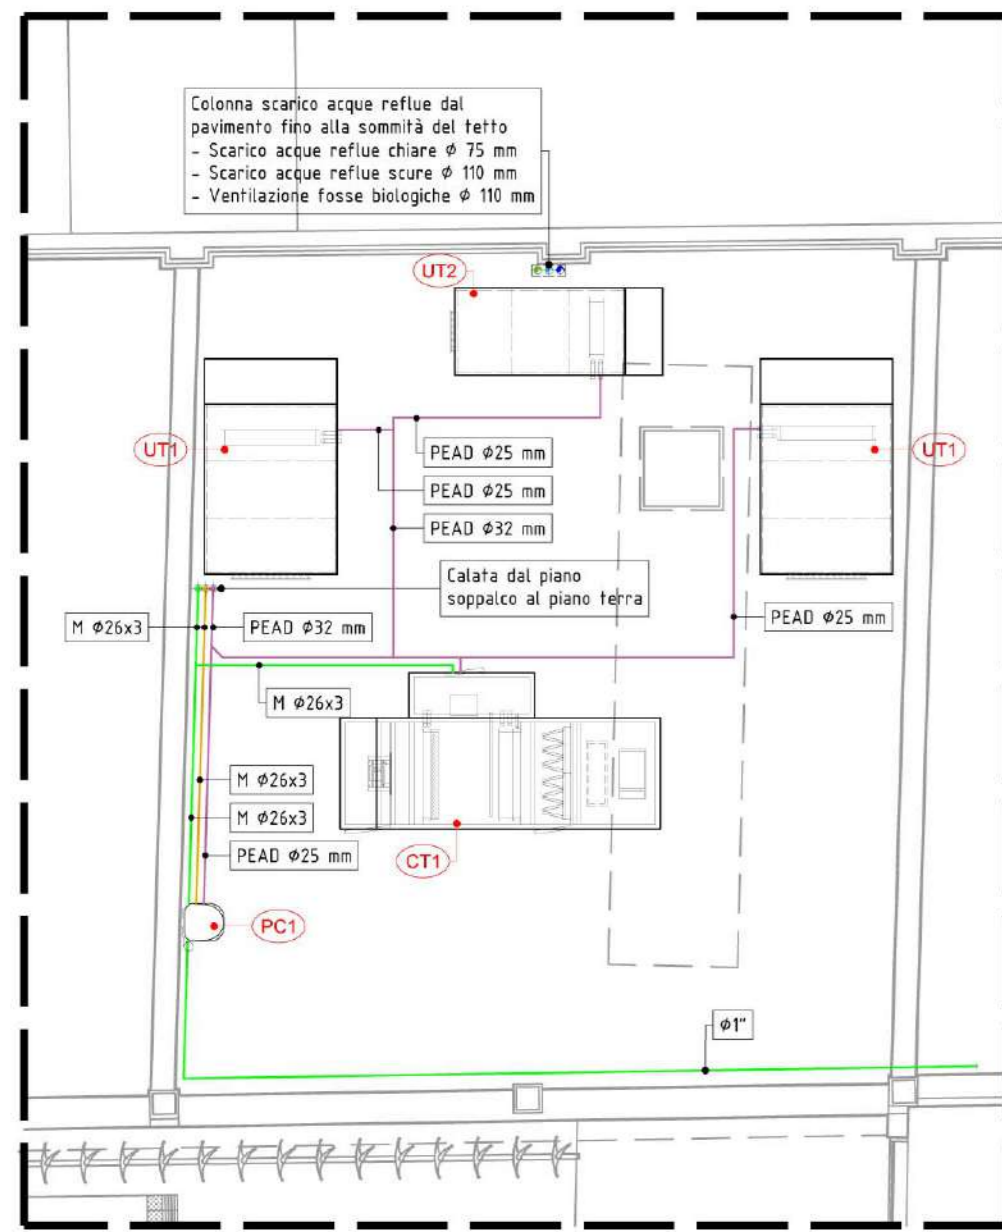 Colonna scarico acque reflue dal
pavimento fino alla sommità del tetto
- Scarico acque reflue chiare ϕ 75 mm
- Scarico acque reflue scure ϕ 110 mm
- Ventilazione fosse biologiche ϕ 110 mm
UT2
UT1
UT1
PEAD ϕ25 mm
PEAD ϕ25 mm
PEAD ϕ32 mm
Calata dal piano
soppalco al piano terra
M ϕ26x3
PEAD ϕ32 mm
PEAD ϕ25 mm
M ϕ26x3
M ϕ26x3
M ϕ26x3
PEAD ϕ25 mm
CT1
PC1
ϕ1"